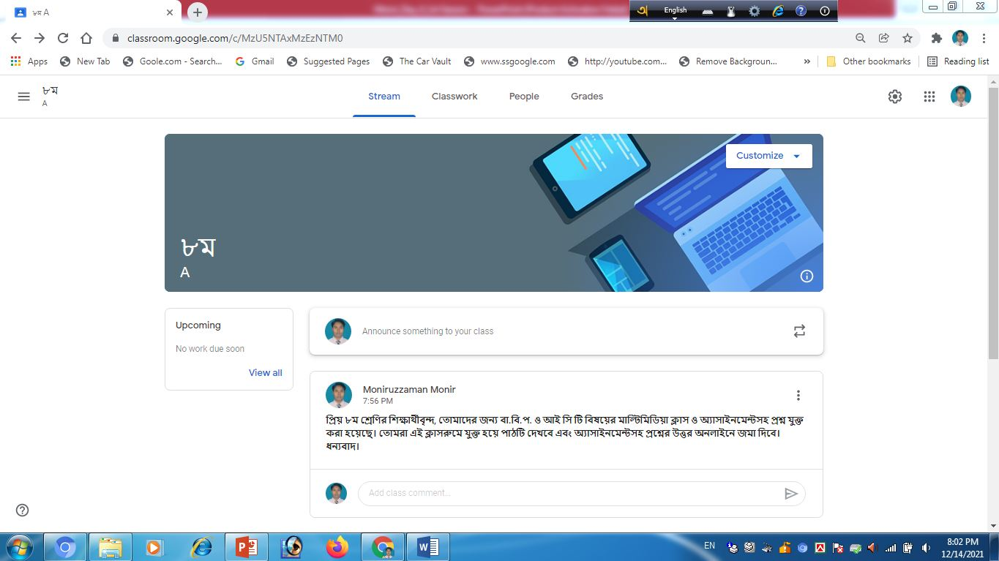 ৮ম A
English
classroom.google.com/c/MzU5NTAxMzEzNTM0
Apps New Tab Goole.com - Search... Gmail Suggested Pages The Car Vault www.ssgoogle.com http://youtube.com... Remove Backgroun... » Other bookmarks Reading list
৮ম
A
Stream Classwork People Grades
Customize
৮ম
A
Upcoming
No work due soon
View all
Announce something to your class
Moniruzzaman Monir
7:56 PM
প্রিয় ৮ম শ্রেণির শিক্ষার্থীবৃন্দ, তোমাদের জন্য বা.বি.প. ও আই সি টি বিষয়ের মাল্টিমিডিয়া ক্লাস ও অ্যাসাইনমেন্টসহ প্রশ্ন যুক্ত
করা হয়েছে। তোমরা এই ক্লাসরুমে যুক্ত হয়ে পাঠটি দেখবে এবং অ্যাসাইনমেন্টসহ প্রশ্নের উত্তর অনলাইনে জমা দিবে।
ধন্যবাদ।
Add class comment...
EN
8:02 PM
12/14/2021